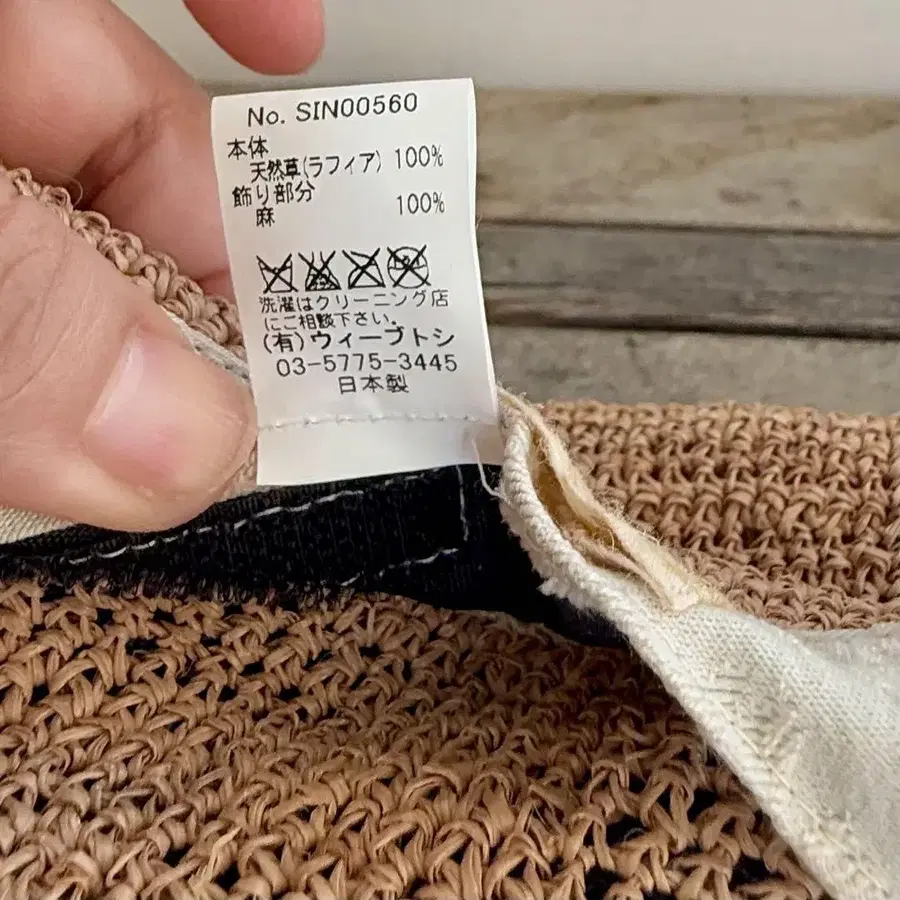 No. SIN00560
本体
天然草(ラフィア) 100%
飾り部分
麻 100%
洗濯はクリーニング店
にご相談下さい.
(有)ウィーブトシ
03-5775-3445
日本製